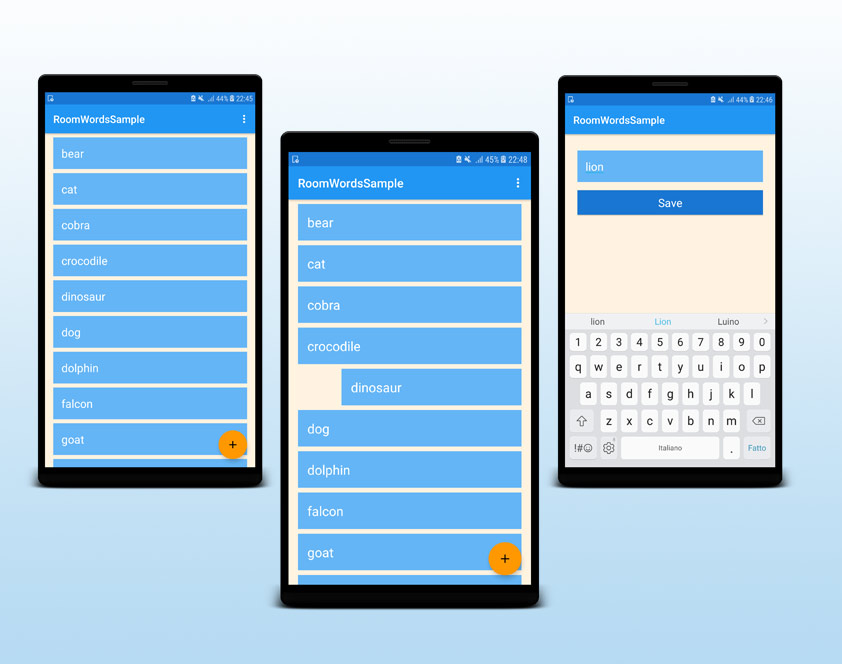 44% 22:45
RoomWordsSample
bear
cat
cobra
crocodile
dinosaur
dog
dolphin
falcon
goat
+
45% 22:48
RoomWordsSample
bear
cat
cobra
crocodile
dinosaur
dog
dolphin
falcon
goat
+
44% 22:46
RoomWordsSample
lion
Save
lion Lion Luino
1 2 3 4 5 6 7 8 9 0
q w e r t y u i o p
a s d f g h j k l
z x c v b n m
!#☺ Italiano . Fatto